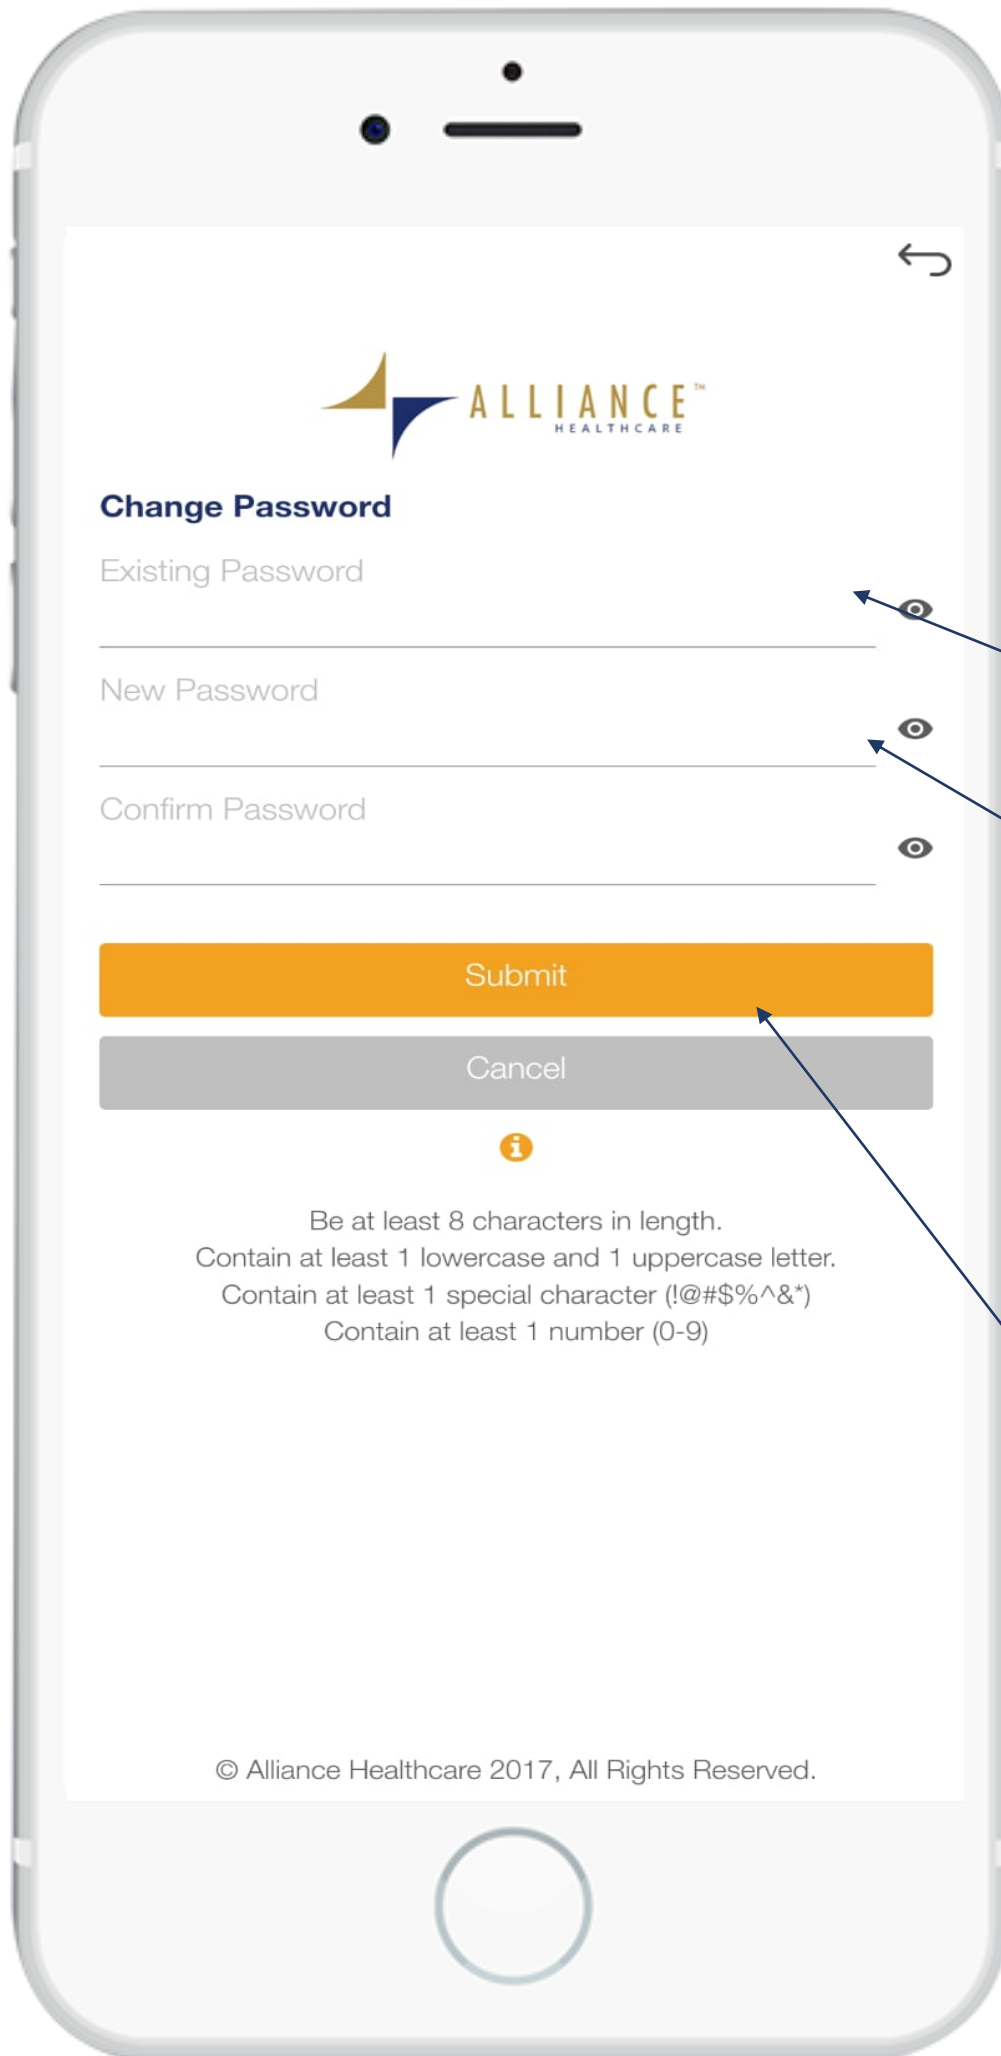 ALLIANCE™
HEALTHCARE
Change Password
Existing Password
New Password
Confirm Password
Submit
Cancel
i
Be at least 8 characters in length.
Contain at least 1 lowercase and 1 uppercase letter.
Contain at least 1 special character (!@#$%^&*)
Contain at least 1 number (0-9)
© Alliance Healthcare 2017, All Rights Reserved.